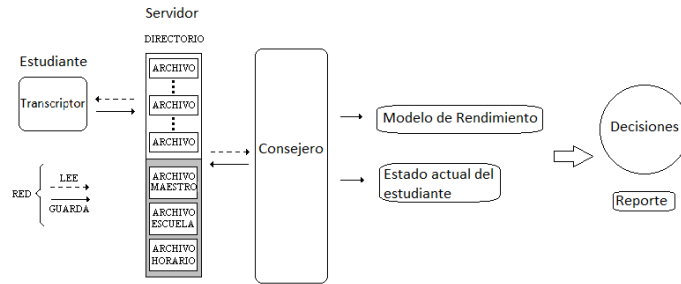 Servidor
DIRECTORIO
Estudiante
Transcriptor
ARCHIVO
ARCHIVO
ARCHIVO
ARCHIVO
MAESTRO
ARCHIVO
ESCUELA
ARCHIVO
HORARIO
RED
LEE
GUARDA
Consejero
Modelo de Rendimiento
Estado actual del
estudiante
Decisiones
Reporte